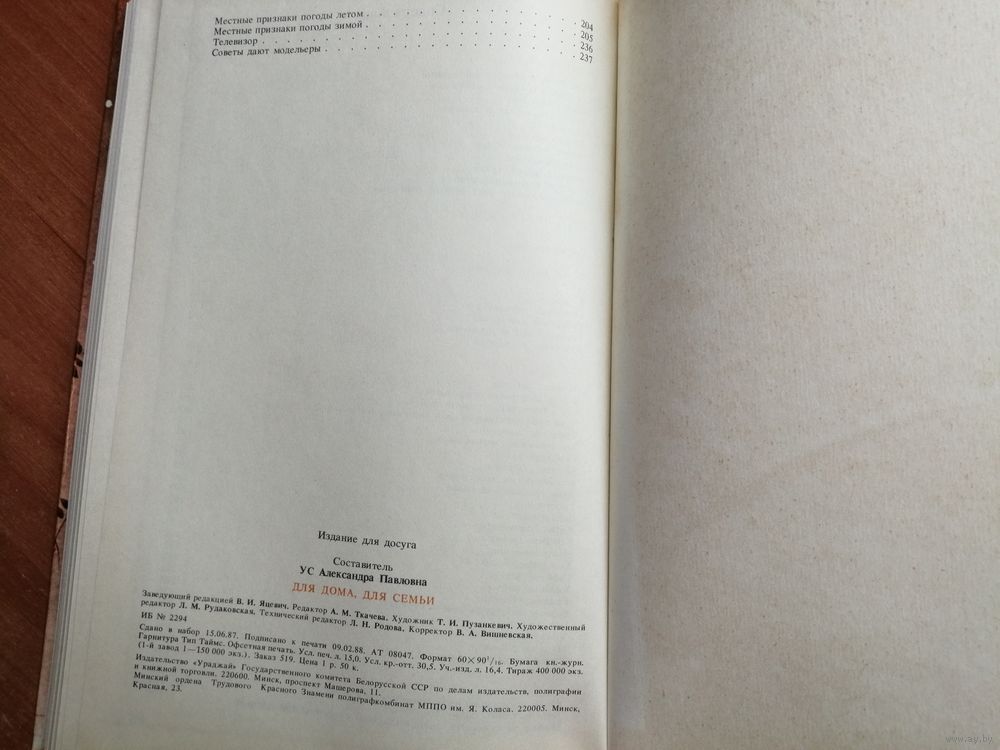 Местные признаки погоды летом . . . . . . . . . . . . . . . 204
Местные признаки погоды зимой . . . . . . . . . . . . . . . 205
Телевизор . . . . . . . . . . . . . . . . . . . . . 236
Советы дают модельеры . . . . . . . . . . . . . . . . . 237
Издание для досуга
Составитель
УС Александра Павловна
ДЛЯ ДОМА, ДЛЯ СЕМЬИ
Заведующий редакцией В. И. Яцевич. Редактор А. М. Ткачева. Художник Т. И. Пузанкевич. Художественный
редактор Л. М. Рудаковская. Технический редактор Л. Н. Родова. Корректор В. А. Вишневская.
ИБ № 2294
Сдано в набор 15.06.87. Подписано к печати 09.02.88. АТ 08047. Формат 60×90¹/₁₆. Бумага кн.-журн.
Гарнитура Тип Таймс. Офсетная печать. Усл. печ. л. 15,0. Усл. кр.-отт. 30,5. Уч.-изд. л. 16,4. Тираж 400 000 экз.
(1-й завод 1—150 000 экз.). Заказ 519. Цена 1 р. 50 к.
Издательство «Ураджай» Государственного комитета Белорусской ССР по делам издательств, полиграфии
и книжной торговли. 220600. Минск, проспект Машерова, 11.
Минский ордена Трудового Красного Знамени полиграфкомбинат МППО им. Я. Коласа. 220005. Минск,
Красная, 23.
www.ay.by